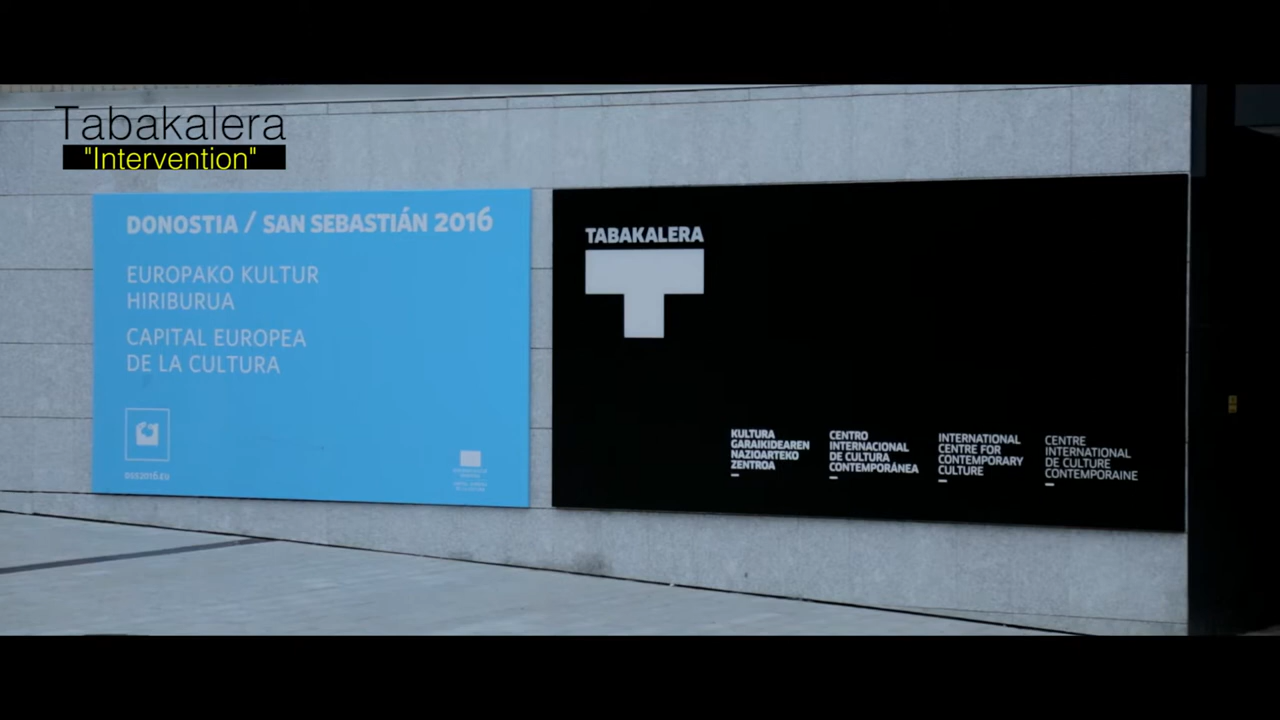 Tabakalera
"Intervention"
DONOSTIA / SAN SEBASTIÁN 2016
EUROPAKO KULTUR
HIRIBURUA
CAPITAL EUROPEA
DE LA CULTURA
DSS2016.EU
TABAKALERA
KULTURA
GARAIKIDEAREN
NAZIOARTEKO
ZENTROA
CENTRO
INTERNACIONAL
DE CULTURA
CONTEMPORÁNEA
INTERNATIONAL
CENTRE FOR
CONTEMPORARY
CULTURE
CENTRE
INTERNATIONAL
DE CULTURE
CONTEMPORAINE